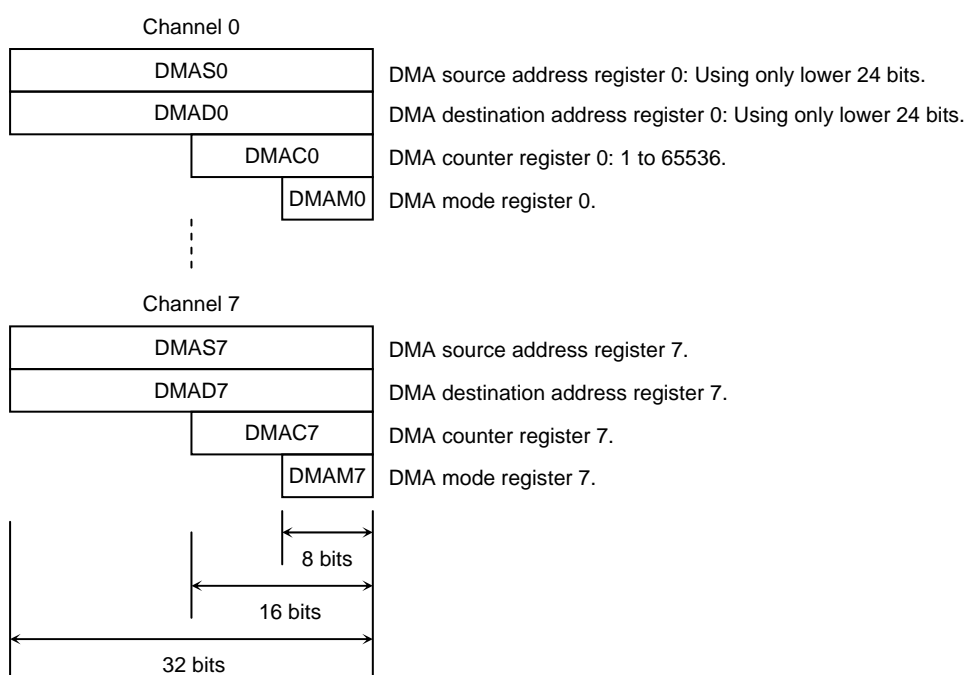 Channel 0
DMAS0 DMA source address register 0: Using only lower 24 bits.
DMAD0 DMA destination address register 0: Using only lower 24 bits.
DMAC0 DMA counter register 0: 1 to 65536.
DMAM0 DMA mode register 0.
Channel 7
DMAS7 DMA source address register 7.
DMAD7 DMA destination address register 7.
DMAC7 DMA counter register 7.
DMAM7 DMA mode register 7.
8 bits
16 bits
32 bits